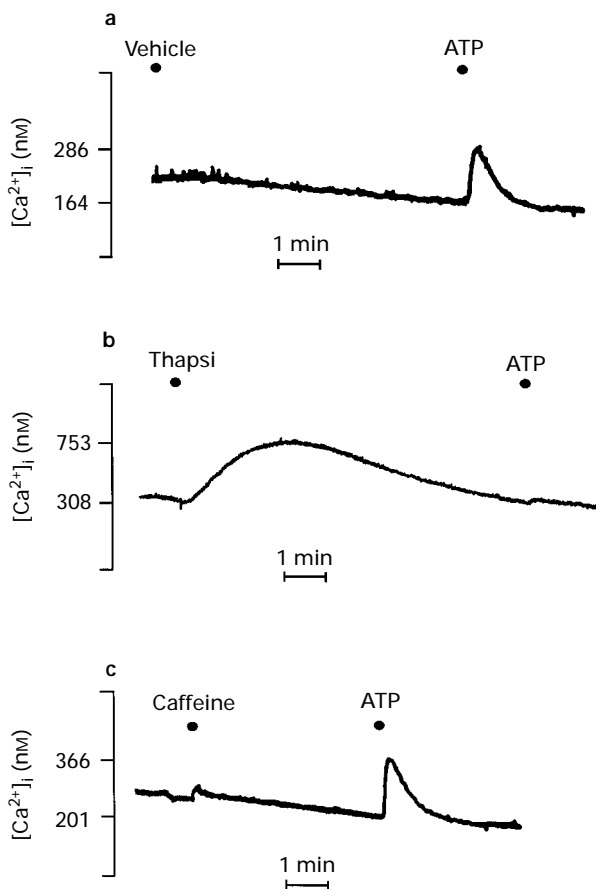 a
Vehicle ATP
[Ca²⁺]ᵢ (nM)
286
164
1 min
b
Thapsi ATP
[Ca²⁺]ᵢ (nM)
753
308
1 min
c
Caffeine ATP
[Ca²⁺]ᵢ (nM)
366
201
1 min